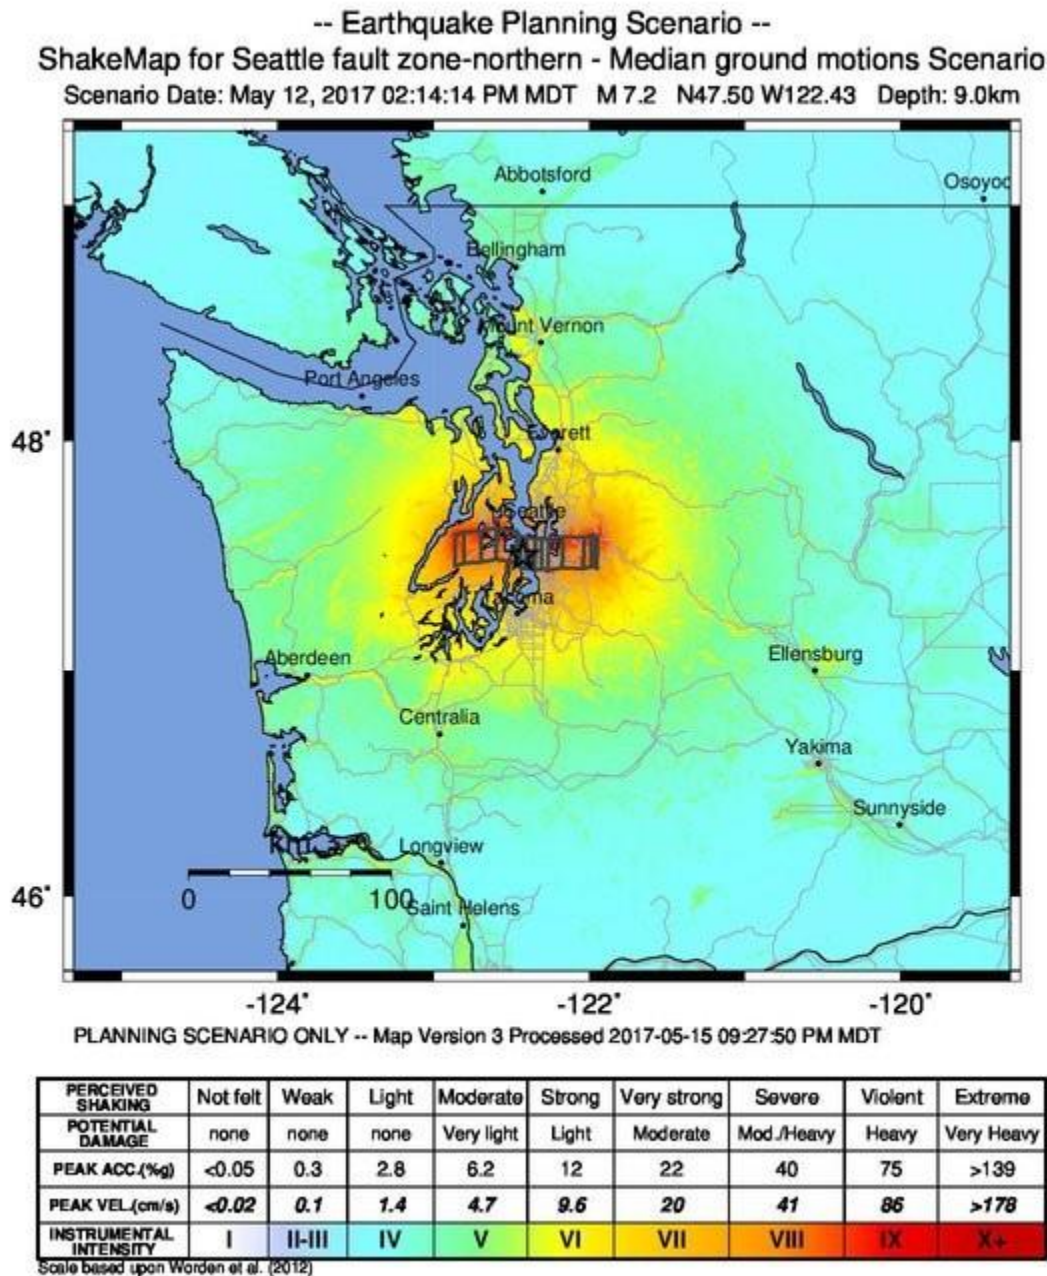 -- Earthquake Planning Scenario --
ShakeMap for Seattle fault zone-northern - Median ground motions Scenario
Scenario Date: May 12, 2017 02:14:14 PM MDT M 7.2 N47.50 W122.43 Depth: 9.0km
Abbotsford
Osoyoo
Bellingham
Mount Vernon
Port Angeles
48°
Everett
Seattle
Tacoma
Aberdeen
Ellensburg
Centralia
Yakima
Sunnyside
km
Longview
0 100
46°
Saint Helens
-124° -122° -120°
PLANNING SCENARIO ONLY -- Map Version 3 Processed 2017-05-15 09:27:50 PM MDT
PERCEIVED SHAKING Not felt Weak Light Moderate Strong Very strong Severe Violent Extreme
POTENTIAL DAMAGE none none none Very light Light Moderate Mod./Heavy Heavy Very Heavy
PEAK ACC.(%g) <0.05 0.3 2.8 6.2 12 22 40 75 >139
PEAK VEL.(cm/s) <0.02 0.1 1.4 4.7 9.6 20 41 86 >178
INSTRUMENTAL INTENSITY I II-III IV V VI VII VIII IX X+
Scale based upon Worden et al. (2012)